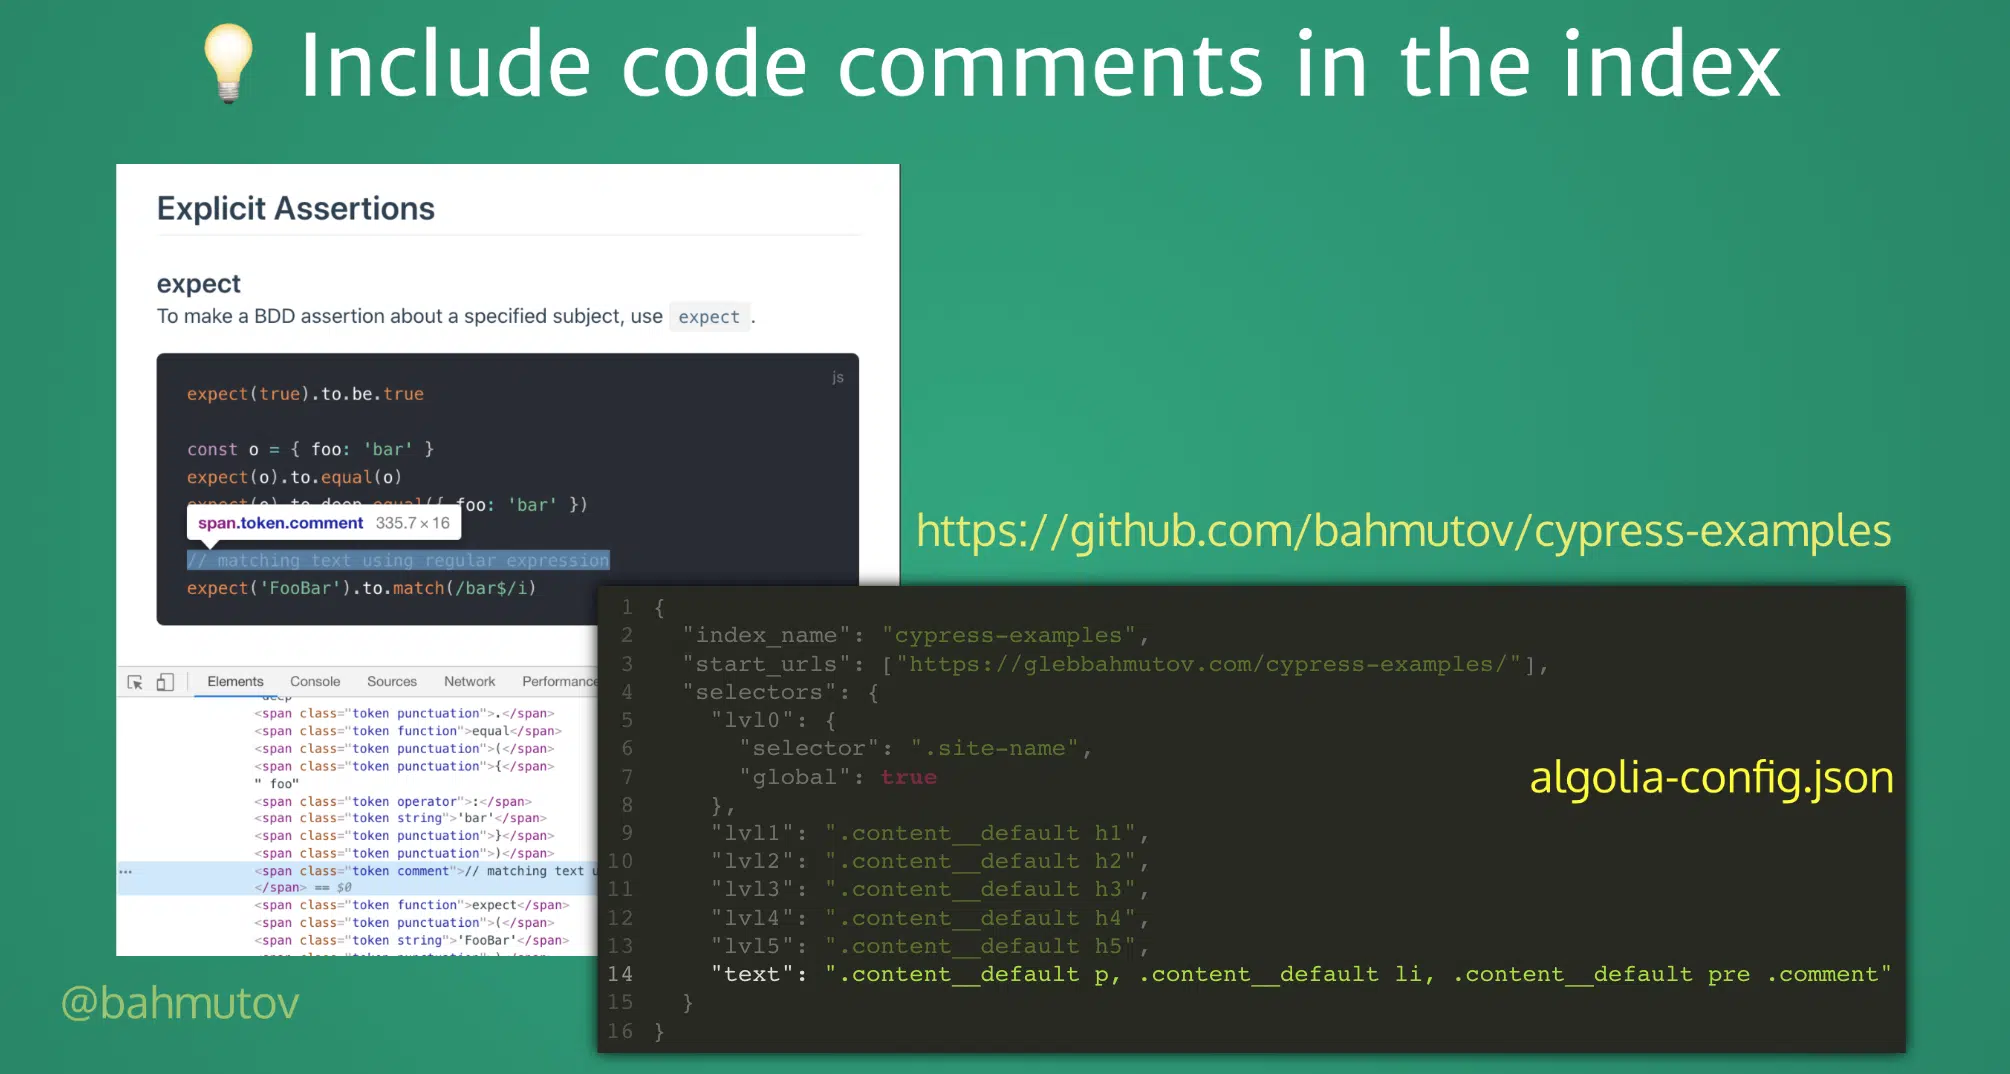 Include code comments in the index
Explicit Assertions
expect
To make a BDD assertion about a specified subject, use expect .
js
expect(true).to.be.true
const o = { foo: 'bar' }
expect(o).to.equal(o)
expect(o).to.deep.equal({ foo: 'bar' })
span.token.comment 335.7 × 16
// matching text using regular expression
expect('FooBar').to.match(/bar$/i)
https://github.com/bahmutov/cypress-examples
Elements Console Sources Network Performance
deep
<span class="token punctuation">.</span>
<span class="token function">equal</span>
<span class="token punctuation">(</span>
<span class="token punctuation">{</span>
" foo"
<span class="token operator">:</span>
<span class="token string">'bar'</span>
<span class="token punctuation">}</span>
<span class="token punctuation">)</span>
<span class="token comment">// matching text
</span> == $0
<span class="token function">expect</span>
<span class="token punctuation">(</span>
<span class="token string">'FooBar'</span>
1 {
2 "index_name": "cypress-examples",
3 "start_urls": ["https://glebbahmutov.com/cypress-examples/"],
4 "selectors": {
5 "lvl0": {
6 "selector": ".site-name",
7 "global": true
8 },
9 "lvl1": ".content__default h1",
10 "lvl2": ".content__default h2",
11 "lvl3": ".content__default h3",
12 "lvl4": ".content__default h4",
13 "lvl5": ".content__default h5",
14 "text": ".content__default p, .content__default li, .content__default pre .comment"
15 }
16 }
algolia-config.json
@bahmutov